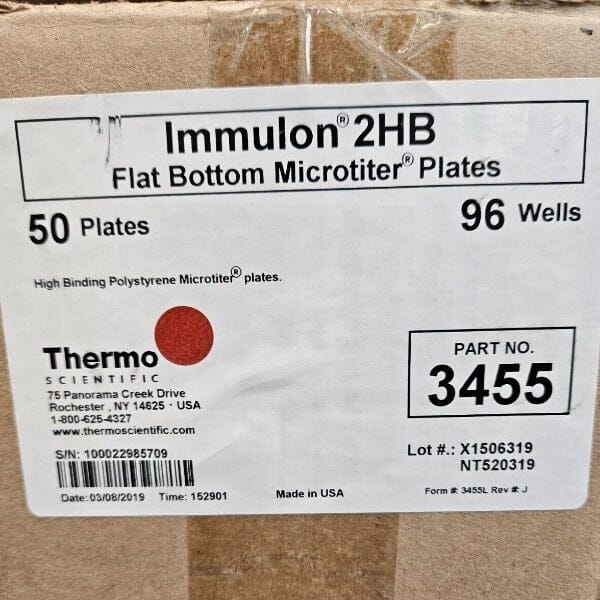 Immulon® 2HB
Flat Bottom Microtiter® Plates
50 Plates
96 Wells
High Binding Polystyrene Microtiter® plates.
Thermo
SCIENTIFIC
75 Panorama Creek Drive
Rochester , NY 14625 · USA
1-800-625-4327
www.thermoscientific.com
PART NO.
3455
Lot #.: X1506319
NT520319
S/N: 100022985709
Date: 03/08/2019 Time: 152901
Made in USA
Form #: 3455L Rev #: J